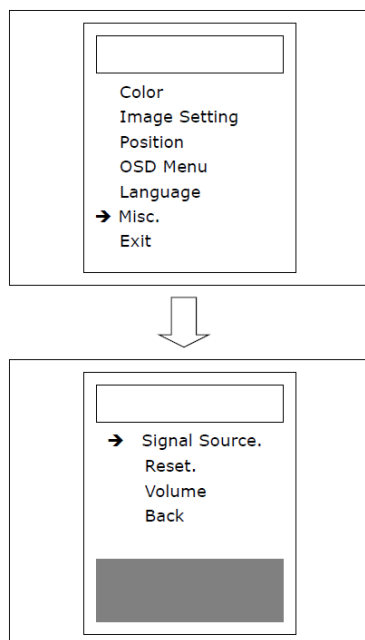 Color
Image Setting
Position
OSD Menu
Language
➔ Misc.
Exit
➔ Signal Source.
Reset.
Volume
Back